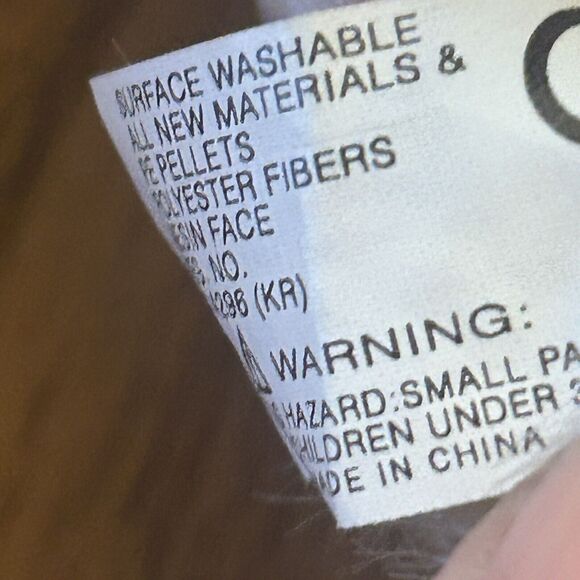 SURFACE WASHABLE
ALL NEW MATERIALS &
PE PELLETS
POLYESTER FIBERS
RESIN FACE
NO.
(KR)
WARNING:
HAZARD:SMALL PA
CHILDREN UNDER 3
MADE IN CHINA